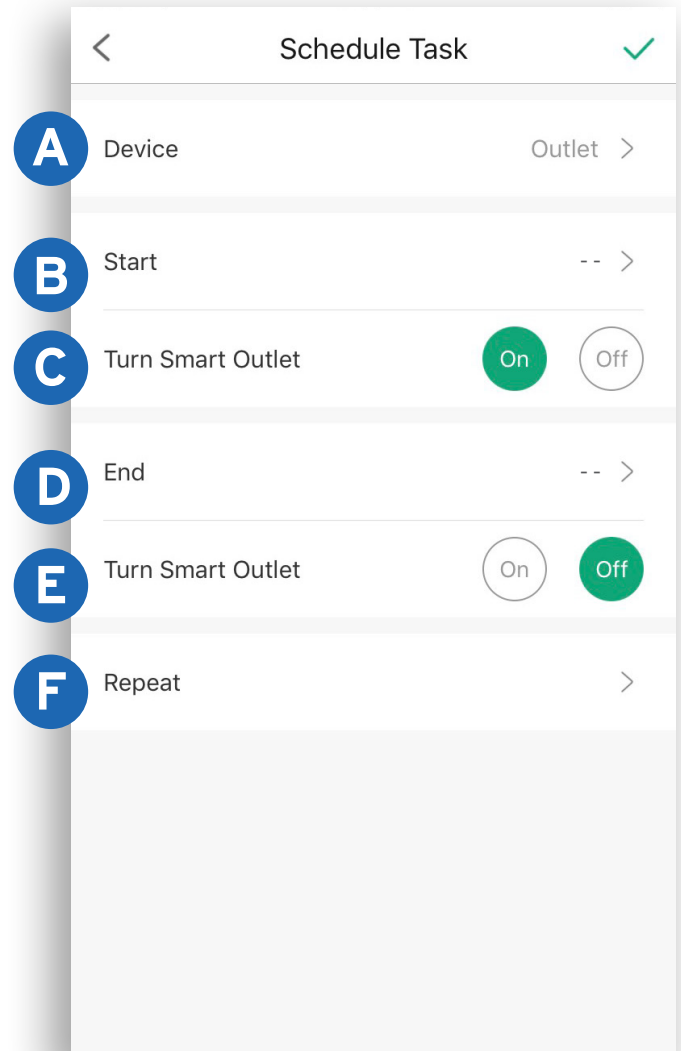 Schedule Task
A Device Outlet
B Start --
C Turn Smart Outlet On Off
D End --
E Turn Smart Outlet On Off
F Repeat